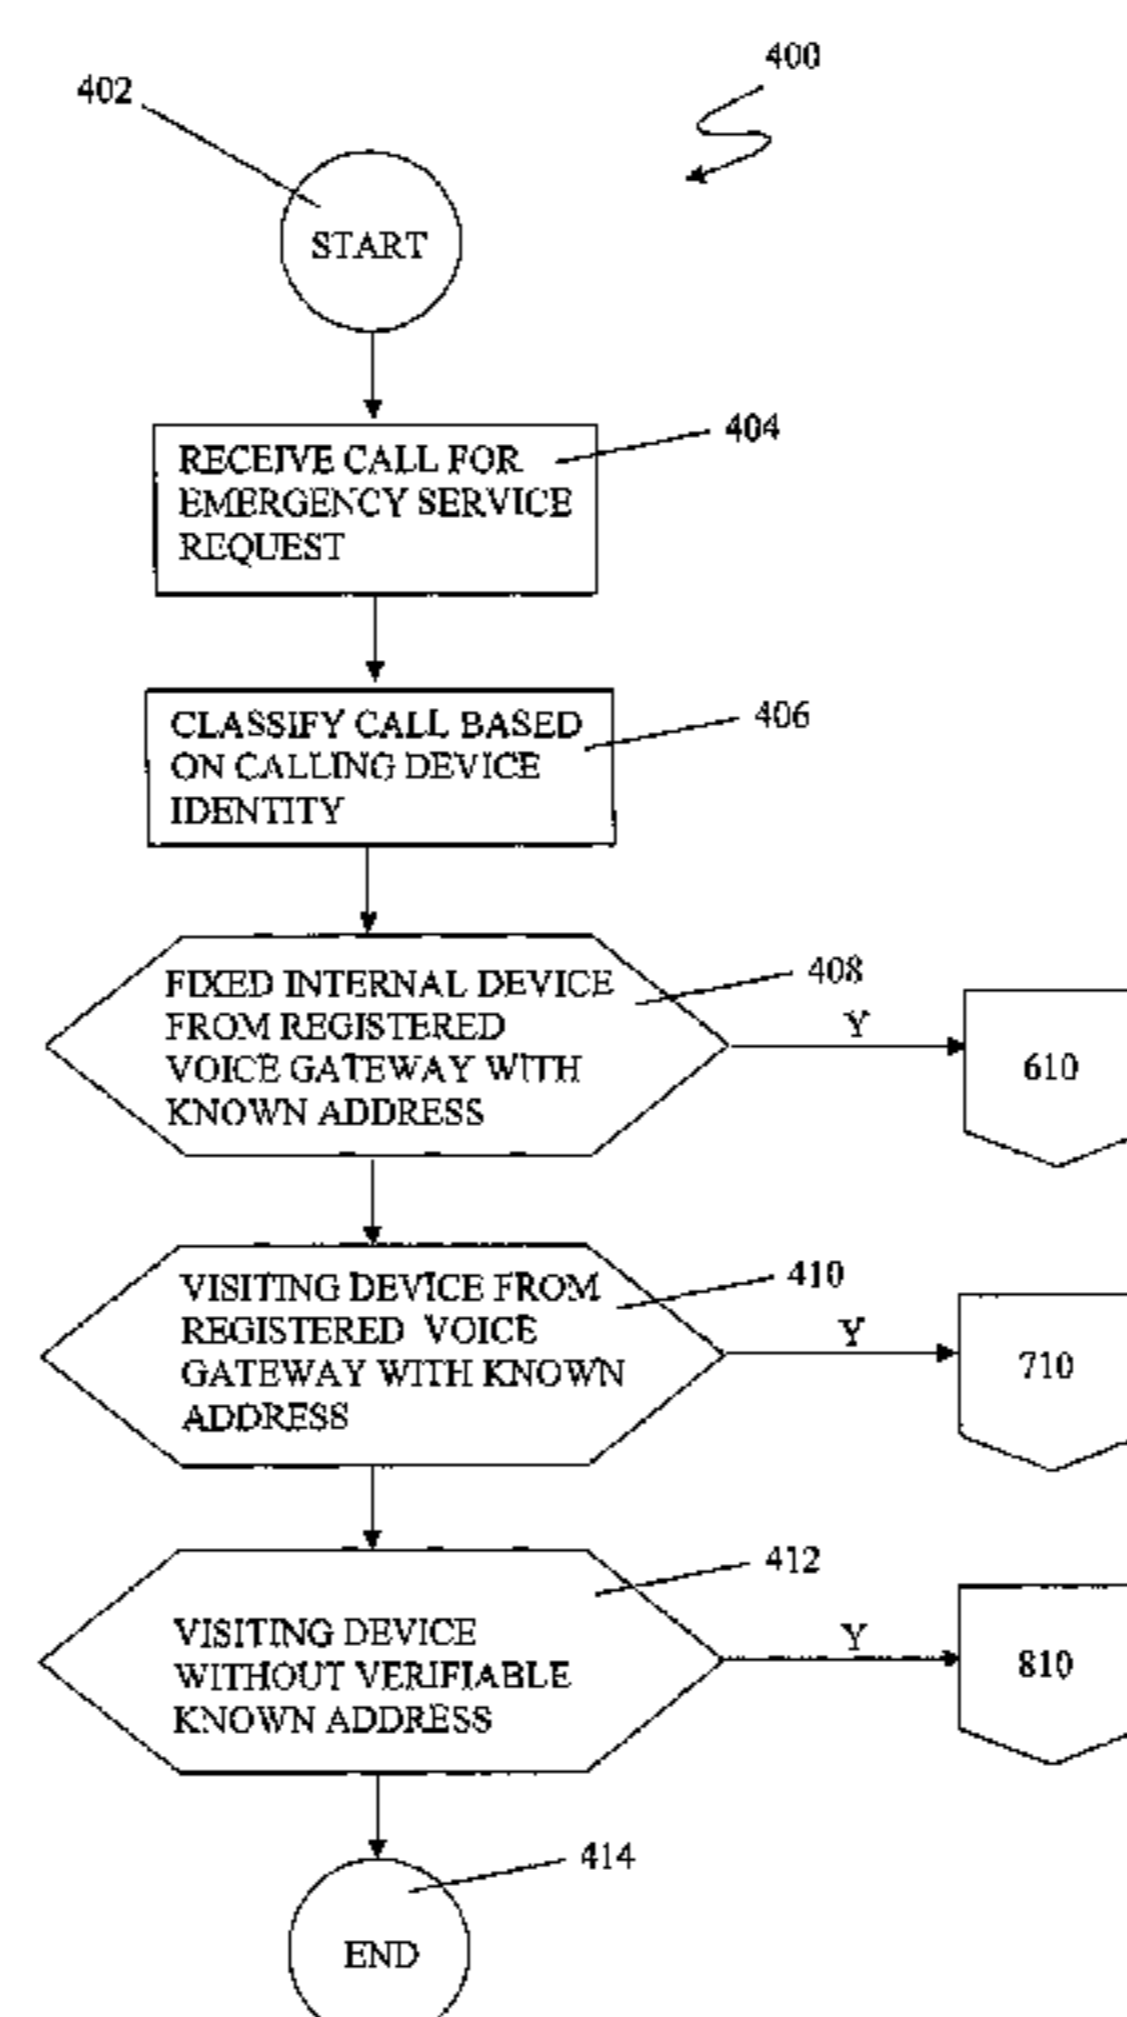 400
402
START
RECEIVE CALL FOR
EMERGENCY SERVICE
REQUEST
404
CLASSIFY CALL BASED
ON CALLING DEVICE
IDENTITY
406
FIXED INTERNAL DEVICE
FROM REGISTERED
VOICE GATEWAY WITH
KNOWN ADDRESS
408
Y
610
VISITING DEVICE FROM
REGISTERED VOICE
GATEWAY WITH KNOWN
ADDRESS
410
Y
710
VISITING DEVICE
WITHOUT VERIFIABLE
KNOWN ADDRESS
412
Y
810
414
END